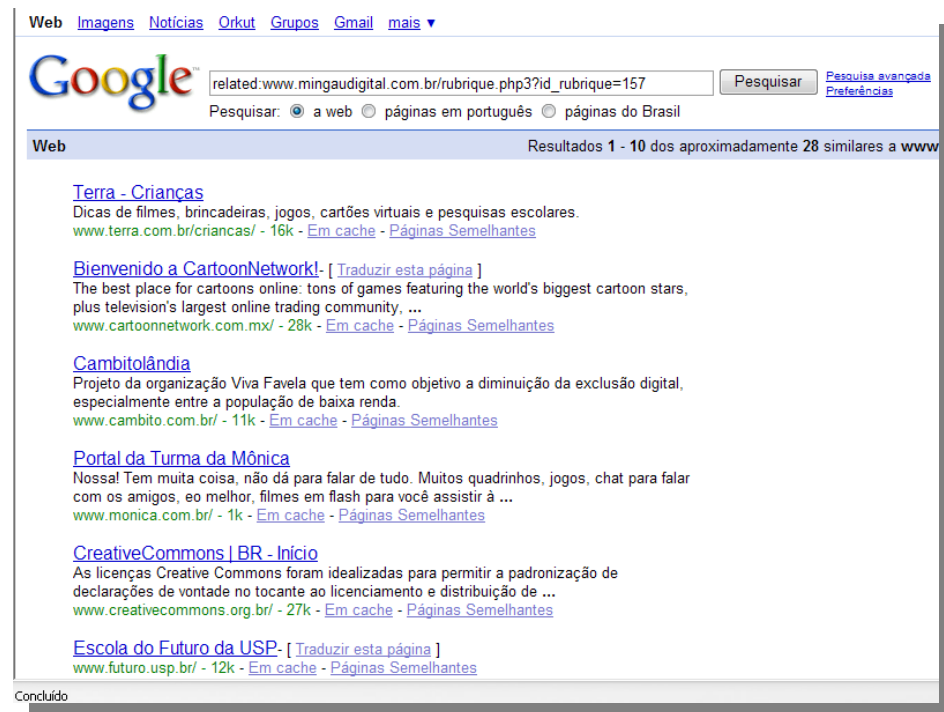 Web Imagens Notícias Orkut Grupos Gmail mais ▼
Google™ related:www.mingaudigital.com.br/rubrique.php3?id_rubrique=157 Pesquisar Pesquisa avançada
Preferências
Pesquisar: a web páginas em português páginas do Brasil
Web Resultados 1 - 10 dos aproximadamente 28 similares a www
Terra - Crianças
Dicas de filmes, brincadeiras, jogos, cartões virtuais e pesquisas escolares.
www.terra.com.br/criancas/ - 16k - Em cache - Páginas Semelhantes
Bienvenido a CartoonNetwork!- [ Traduzir esta página ]
The best place for cartoons online: tons of games featuring the world's biggest cartoon stars,
plus television's largest online trading community, ...
www.cartoonnetwork.com.mx/ - 28k - Em cache - Páginas Semelhantes
Cambitolândia
Projeto da organização Viva Favela que tem como objetivo a diminuição da exclusão digital,
especialmente entre a população de baixa renda.
www.cambito.com.br/ - 11k - Em cache - Páginas Semelhantes
Portal da Turma da Mônica
Nossa! Tem muita coisa, não dá para falar de tudo. Muitos quadrinhos, jogos, chat para falar
com os amigos, eo melhor, filmes em flash para você assistir à ...
www.monica.com.br/ - 1k - Em cache - Páginas Semelhantes
CreativeCommons | BR - Início
As licenças Creative Commons foram idealizadas para permitir a padronização de
declarações de vontade no tocante ao licenciamento e distribuição de ...
www.creativecommons.org.br/ - 27k - Em cache - Páginas Semelhantes
Escola do Futuro da USP- [ Traduzir esta página ]
www.futuro.usp.br/ - 12k - Em cache - Páginas Semelhantes
Concluído